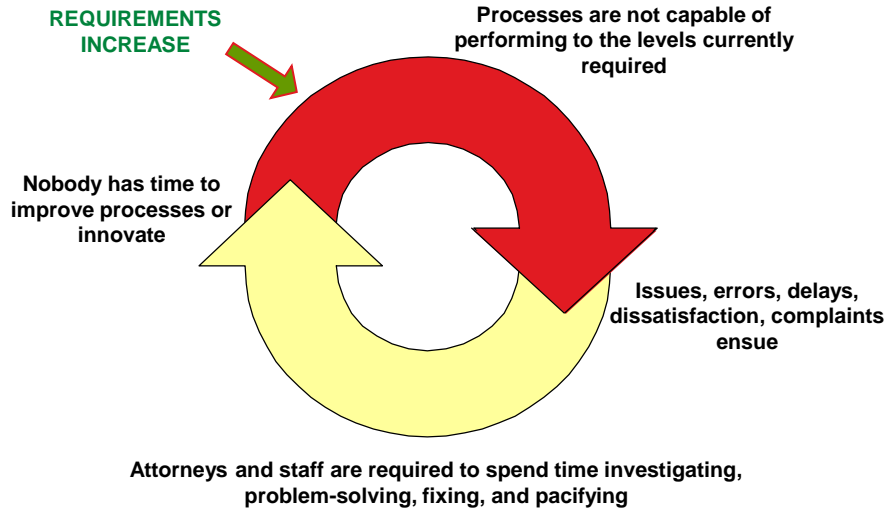 REQUIREMENTS
INCREASE
Processes are not capable of
performing to the levels currently
required
Issues, errors, delays,
dissatisfaction, complaints
ensue
Attorneys and staff are required to spend time investigating,
problem-solving, fixing, and pacifying
Nobody has time to
improve processes or
innovate